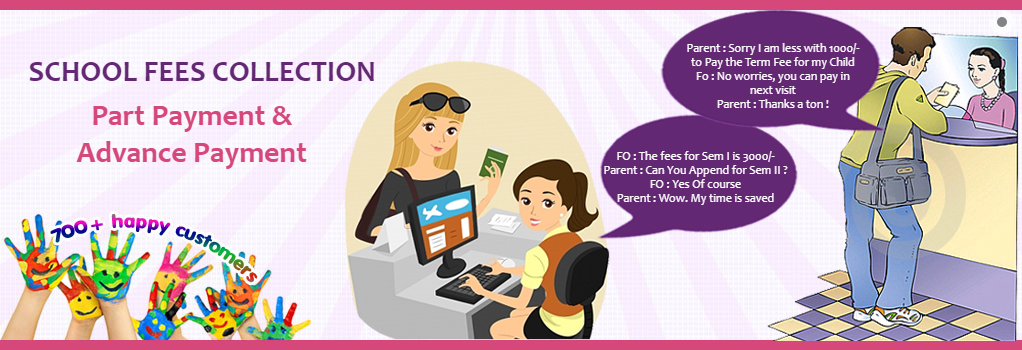 SCHOOL FEES COLLECTION
Part Payment &
Advance Payment
700+ happy customers
Parent : Sorry I am less with 1000/-
to Pay the Term Fee for my Child
Fo : No worries, you can pay in
next visit
Parent : Thanks a ton !
FO : The fees for Sem I is 3000/-
Parent : Can You Append for Sem II ?
FO : Yes Of course
Parent : Wow. My time is saved